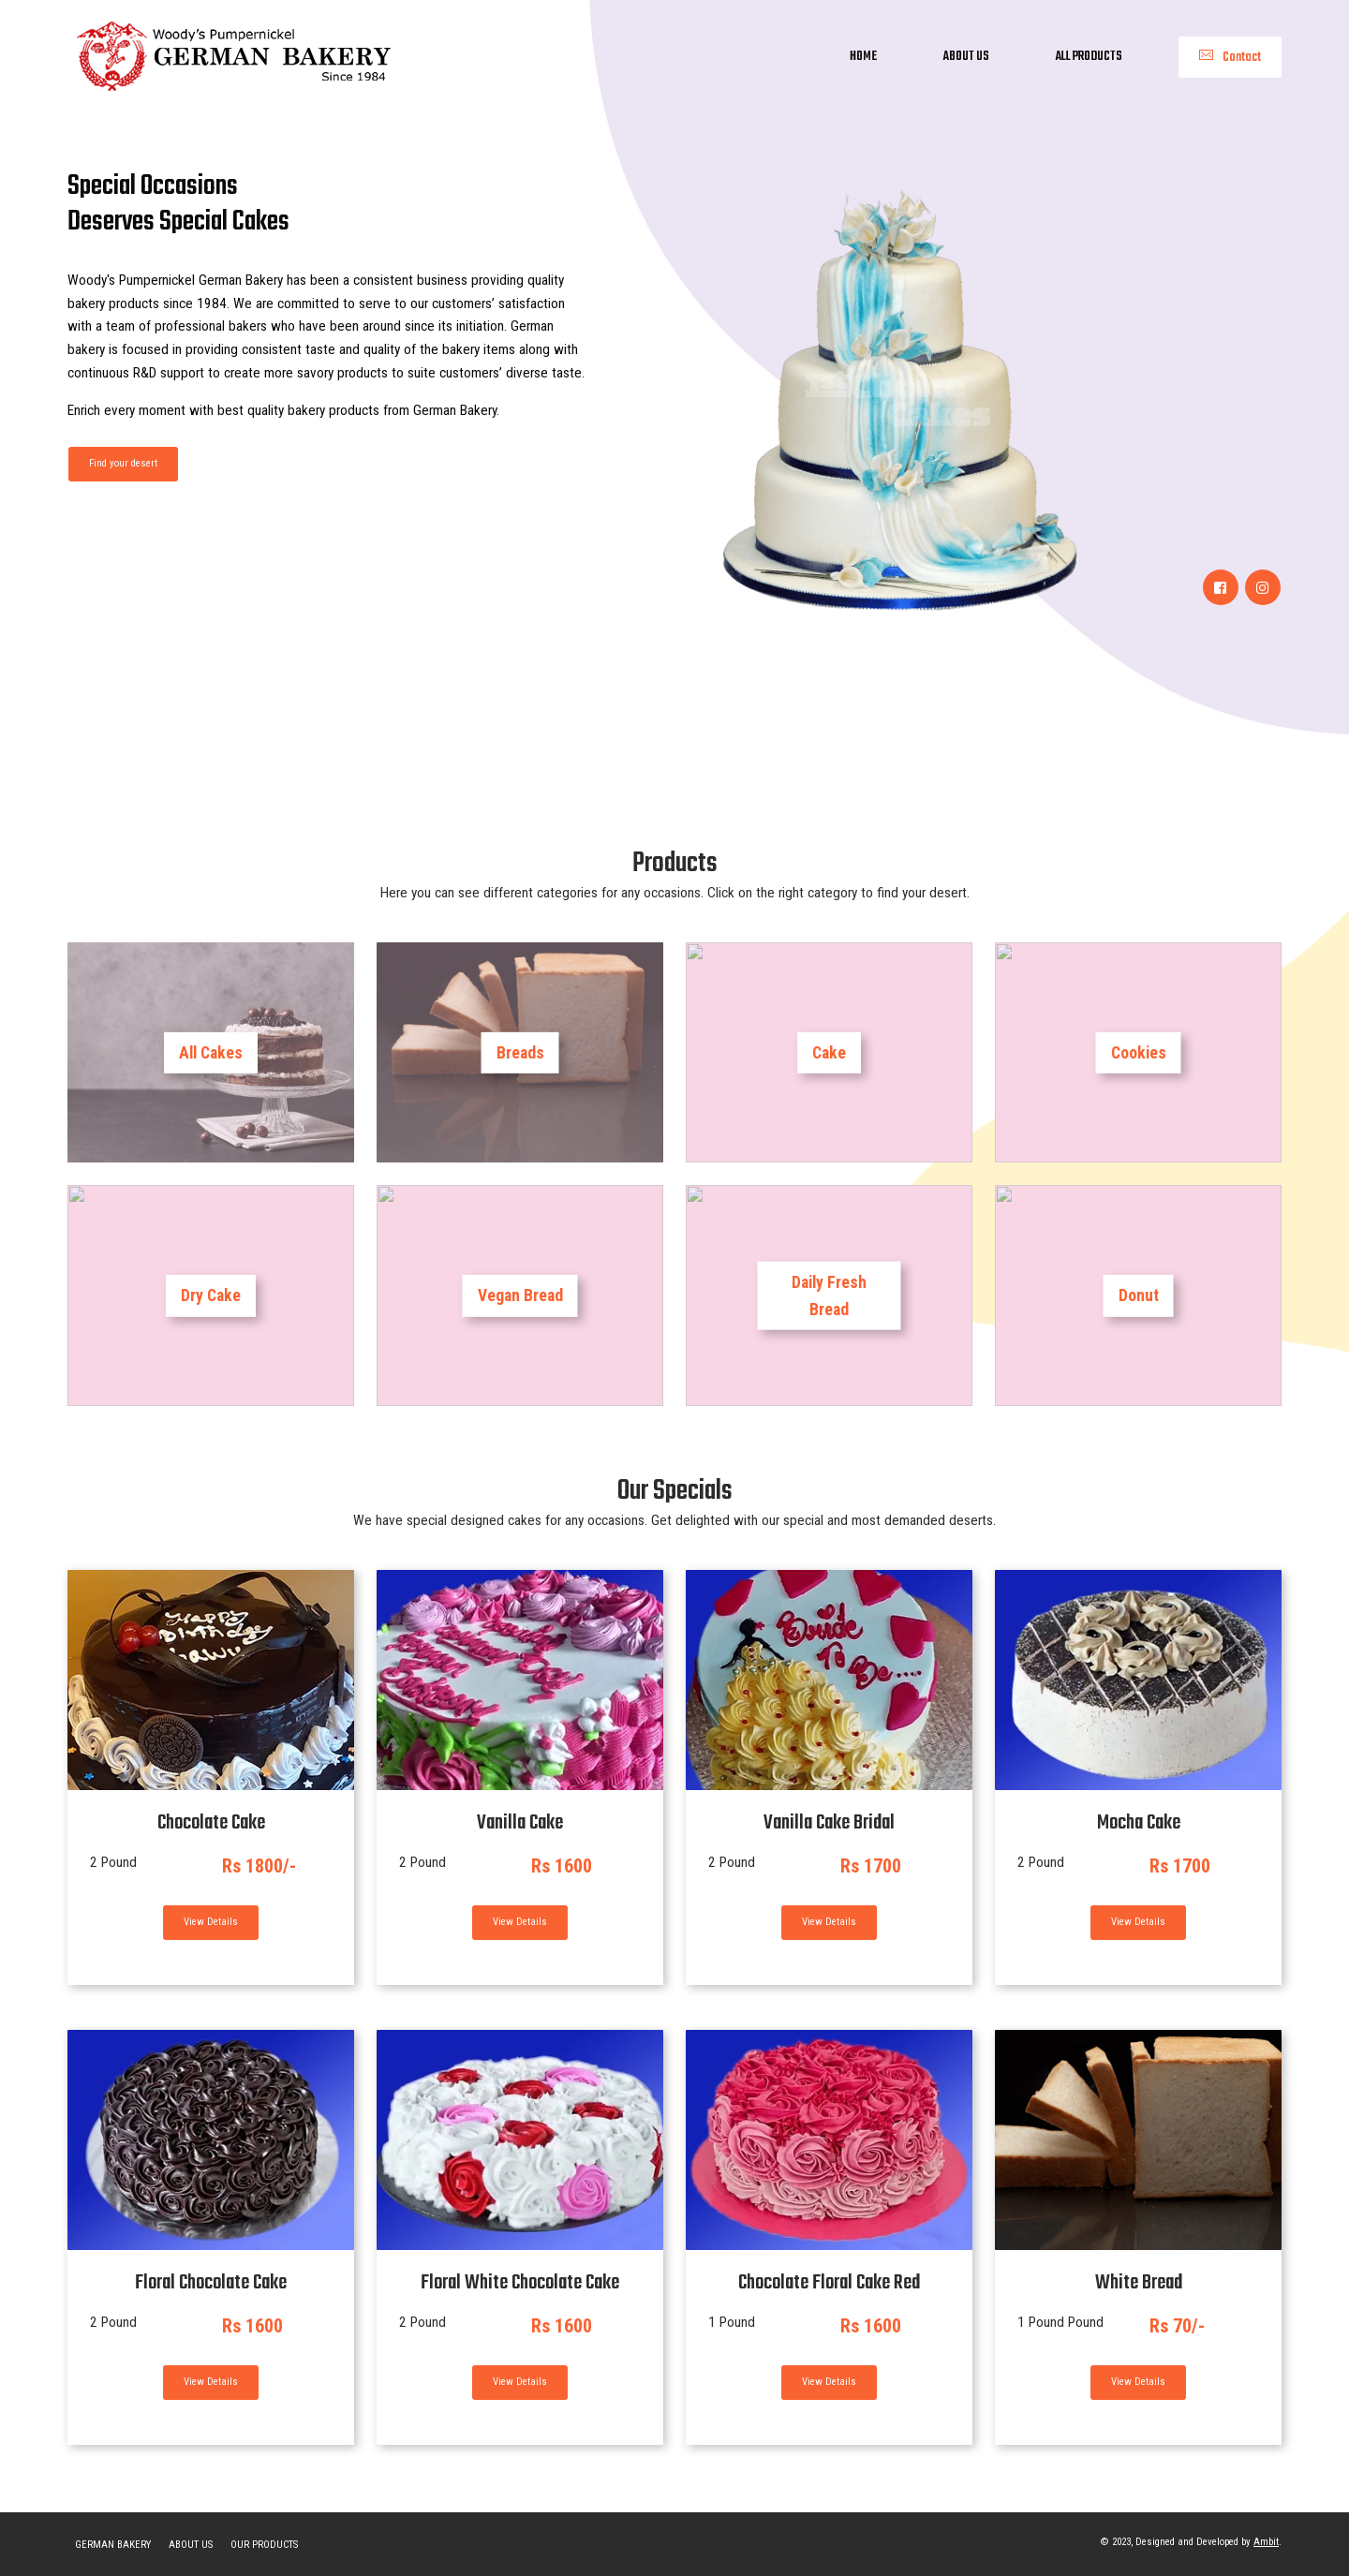 Woody's Pumpernickel
GERMAN BAKERY
Since 1984
HOME
ABOUT US
ALL PRODUCTS
Contact
Special Occasions
Deserves Special Cakes
Woody's Pumpernickel German Bakery has been a consistent business providing quality
bakery products since 1984. We are committed to serve to our customers’ satisfaction
with a team of professional bakers who have been around since its initiation. German
bakery is focused in providing consistent taste and quality of the bakery items along with
continuous R&D support to create more savory products to suite customers’ diverse taste.
Enrich every moment with best quality bakery products from German Bakery.
Find your desert
cakes
Products
Here you can see different categories for any occasions. Click on the right category to find your desert.
All Cakes
Breads
Cake
Cookies
Dry Cake
Vegan Bread
Daily Fresh
Bread
Donut
Our Specials
We have special designed cakes for any occasions. Get delighted with our special and most demanded deserts.
Happy
Birthday
Bride
To Be....
Chocolate Cake
2 Pound
Rs 1800/-
View Details
Vanilla Cake
2 Pound
Rs 1600
View Details
Vanilla Cake Bridal
2 Pound
Rs 1700
View Details
Mocha Cake
2 Pound
Rs 1700
View Details
Floral Chocolate Cake
2 Pound
Rs 1600
View Details
Floral White Chocolate Cake
2 Pound
Rs 1600
View Details
Chocolate Floral Cake Red
1 Pound
Rs 1600
View Details
White Bread
1 Pound Pound
Rs 70/-
View Details
GERMAN BAKERY
ABOUT US
OUR PRODUCTS
© 2023, Designed and Developed by Ambit.